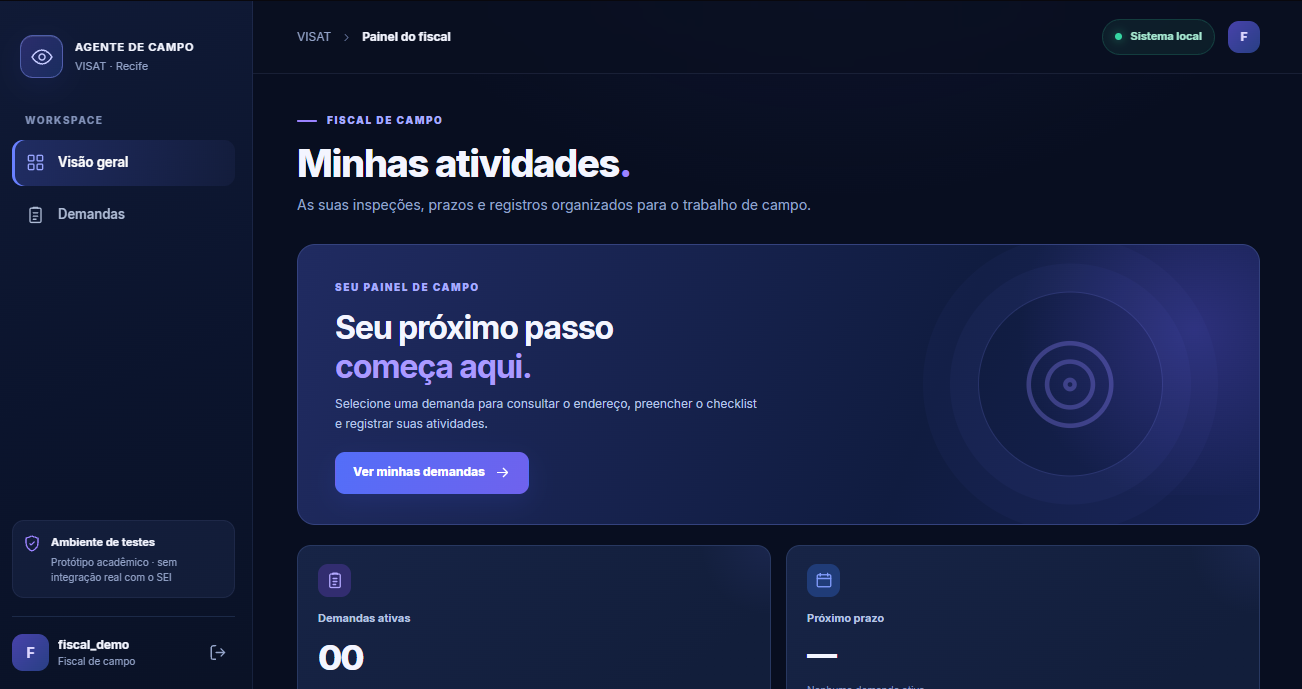 AGENTE DE CAMPO
VISAT · Recife
WORKSPACE
Visão geral
Demandas
Ambiente de testes
Protótipo acadêmico · sem
integração real com o SEI
F
fiscal_demo
Fiscal de campo
VISAT > Painel do fiscal
Sistema local
F
FISCAL DE CAMPO
Minhas atividades.
As suas inspeções, prazos e registros organizados para o trabalho de campo.
SEU PAINEL DE CAMPO
Seu próximo passo
começa aqui.
Selecione uma demanda para consultar o endereço, preencher o checklist
e registrar suas atividades.
Ver minhas demandas →
Demandas ativas
00
Próximo prazo
—
Nenhuma demanda ativa